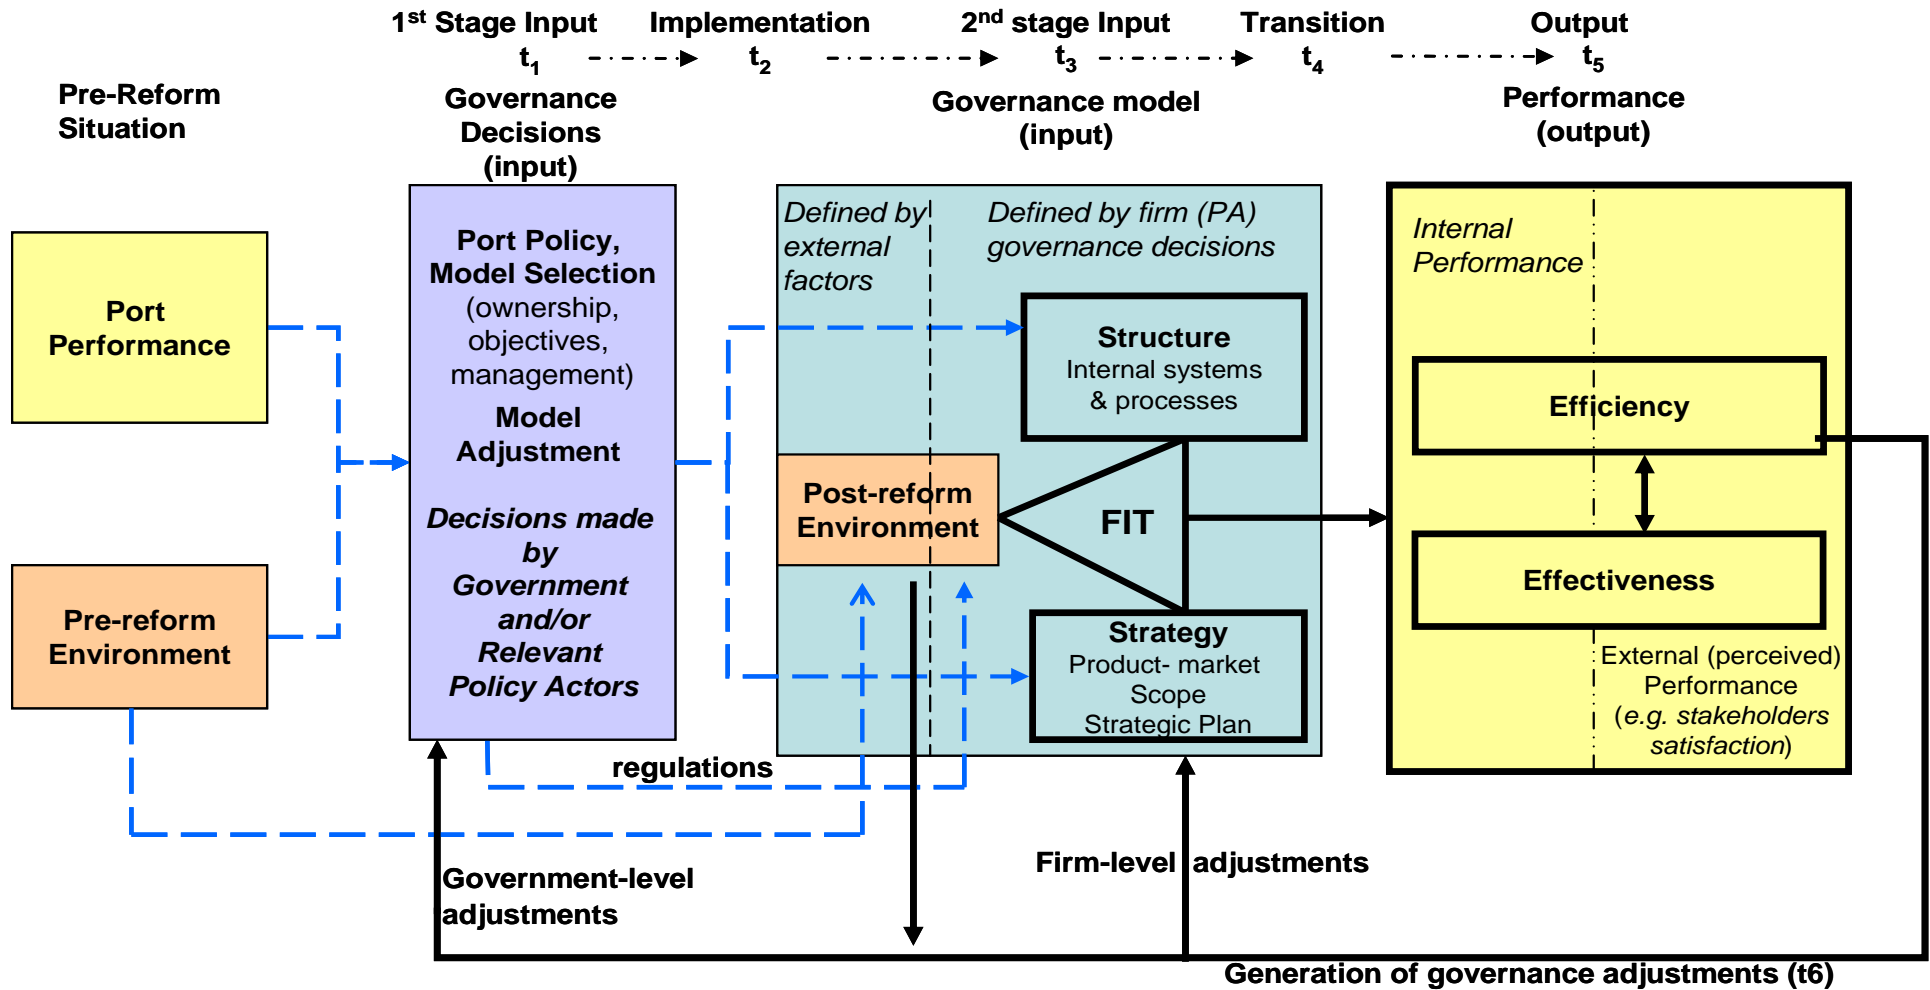 1st Stage Input
Implementation
2nd stage Input
Transition
Output
t1
t2
t3
t4
t5
Pre-Reform
Situation
Governance
Decisions
(input)
Governance model
(input)
Performance
(output)
Port
Performance
Pre-reform
Environment
Port Policy,
Model Selection
(ownership,
objectives,
management)
Model
Adjustment
Decisions made
by
Government
and/or
Relevant
Policy Actors
Defined by
external
factors
Defined by firm (PA)
governance decisions
Structure
Internal systems
& processes
Post-reform
Environment
FIT
Strategy
Product- market
Scope
Strategic Plan
Internal
Performance
Efficiency
Effectiveness
External (perceived)
Performance
(e.g. stakeholders
satisfaction)
regulations
Government-level
adjustments
Firm-level adjustments
Generation of governance adjustments (t6)